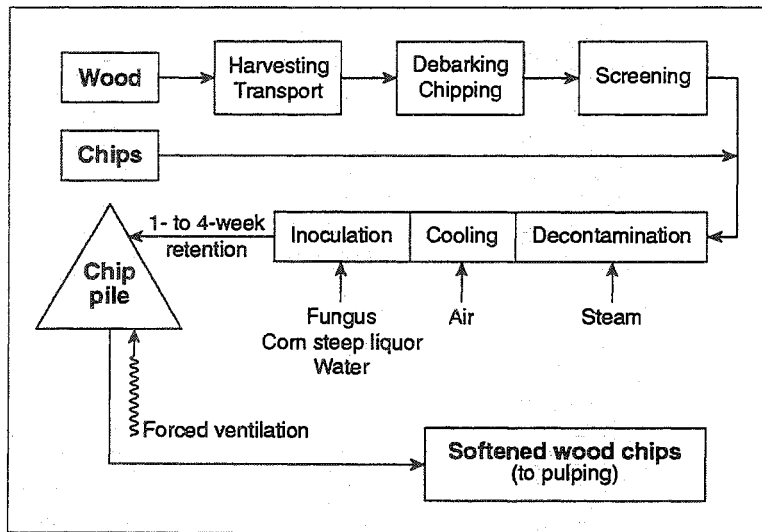 Wood
Harvesting
Transport
Debarking
Chipping
Screening
Chips
1- to 4-week
retention
Inoculation
Cooling
Decontamination
Chip
pile
Fungus
Corn steep liquor
Water
Air
Steam
Forced ventilation
Softened wood chips
(to pulping)